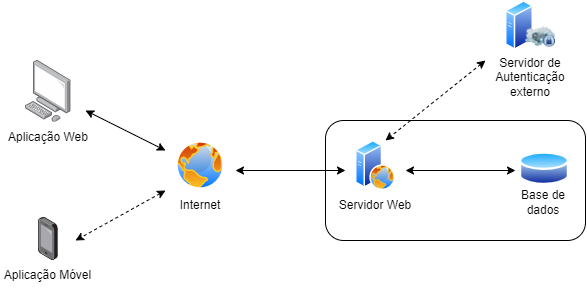 Servidor de
Autenticação
externo
Aplicação Web
Internet
Servidor Web
Base de
dados
Aplicação Móvel